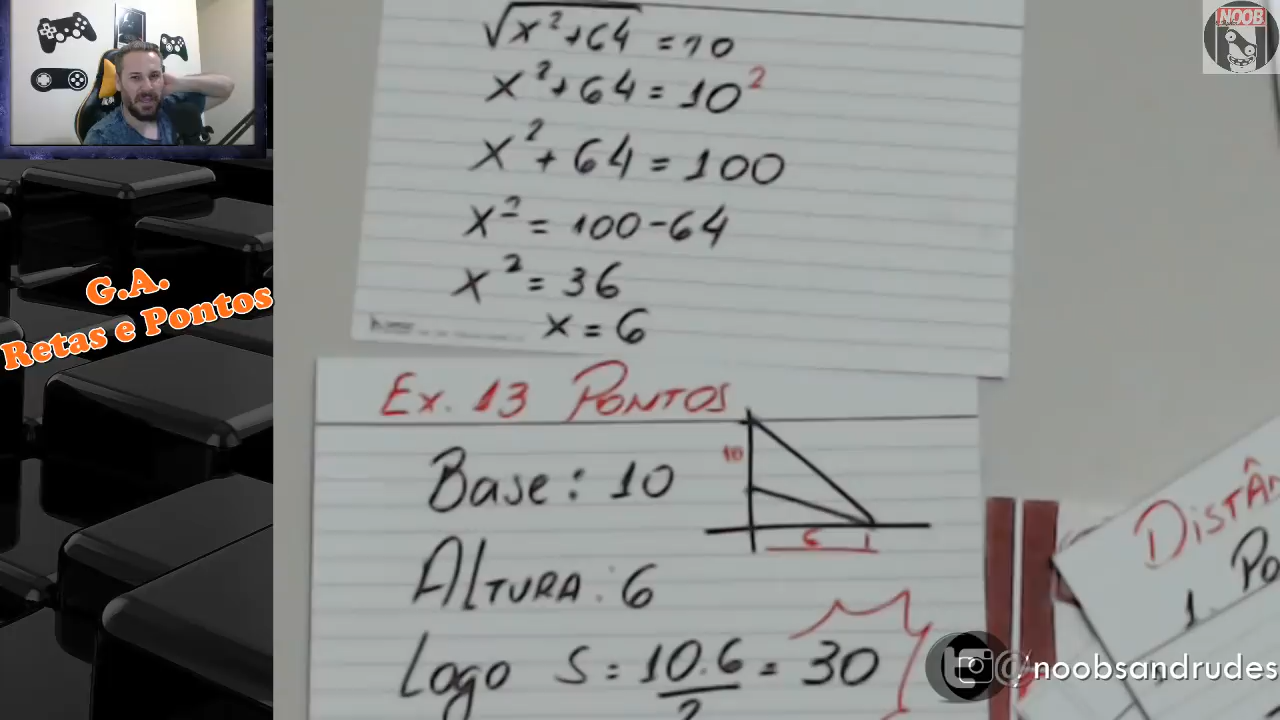 NOOB
√x²+64 = 10
x²+64 = 10²
x²+64 = 100
x² = 100-64
x² = 36
x = 6
G.A.
Retas e Pontos
Ex. 13 PONTOS
10
Base: 10
6
ALTURA: 6
Logo S = 10.6 = 30
2
DISTÂN
1. Po
@noobsandrudes